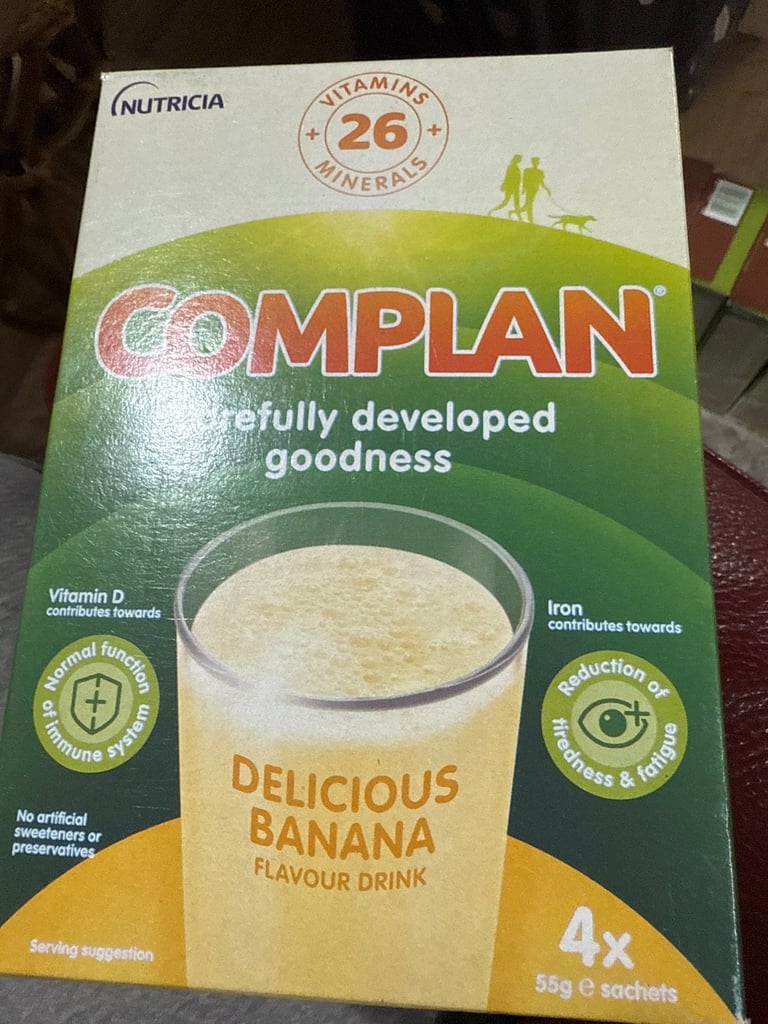 NUTRICIA
VITAMINS
+ 26 +
MINERALS
COMPLAN®
carefully developed
goodness
Vitamin D
contributes towards
Normal function
of immune system
Iron
contributes towards
Reduction of
tiredness & fatigue
No artificial
sweeteners or
preservatives
DELICIOUS
BANANA
FLAVOUR DRINK
Serving suggestion
4x
55g e sachets